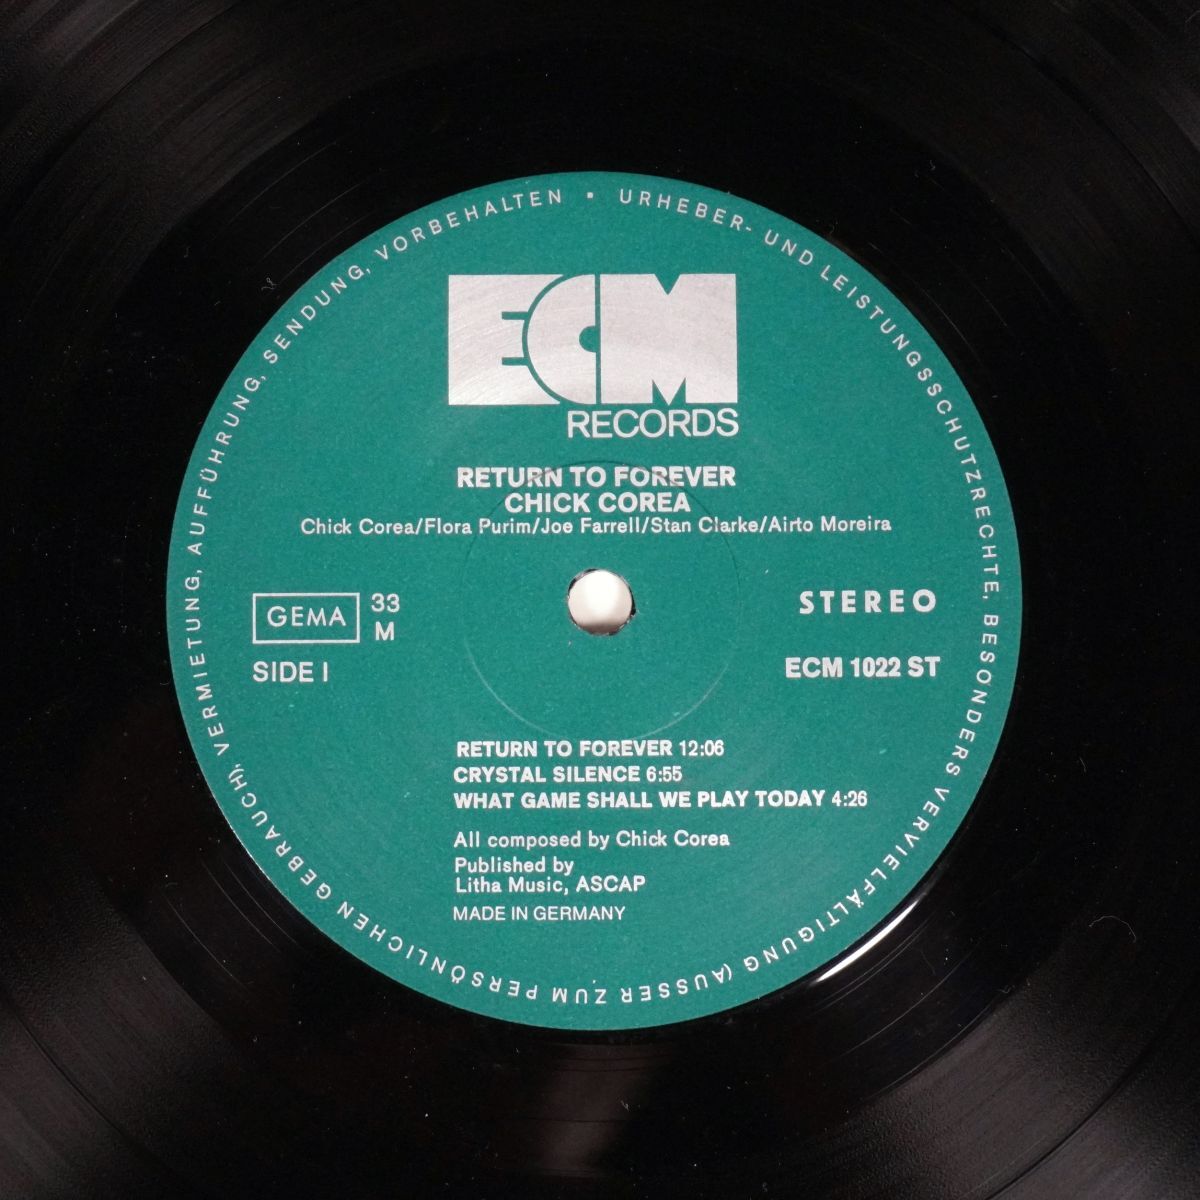 URHEBER- UND LEISTUNGSSCHUTZRECHTE, BESONDERS VERVIELFÄLTIGUNG (AUSSER ZUM PERSÖNLICHEN GEBRAUCH), VERMIETUNG, AUFFÜHRUNG, SENDUNG, VORBEHALTEN •
ECM
RECORDS
RETURN TO FOREVER
CHICK COREA
Chick Corea/Flora Purim/Joe Farrell/Stan Clarke/Airto Moreira
GEMA 33
M
STEREO
SIDE I
ECM 1022 ST
RETURN TO FOREVER 12:06
CRYSTAL SILENCE 6:55
WHAT GAME SHALL WE PLAY TODAY 4:26
All composed by Chick Corea
Published by
Litha Music, ASCAP
MADE IN GERMANY